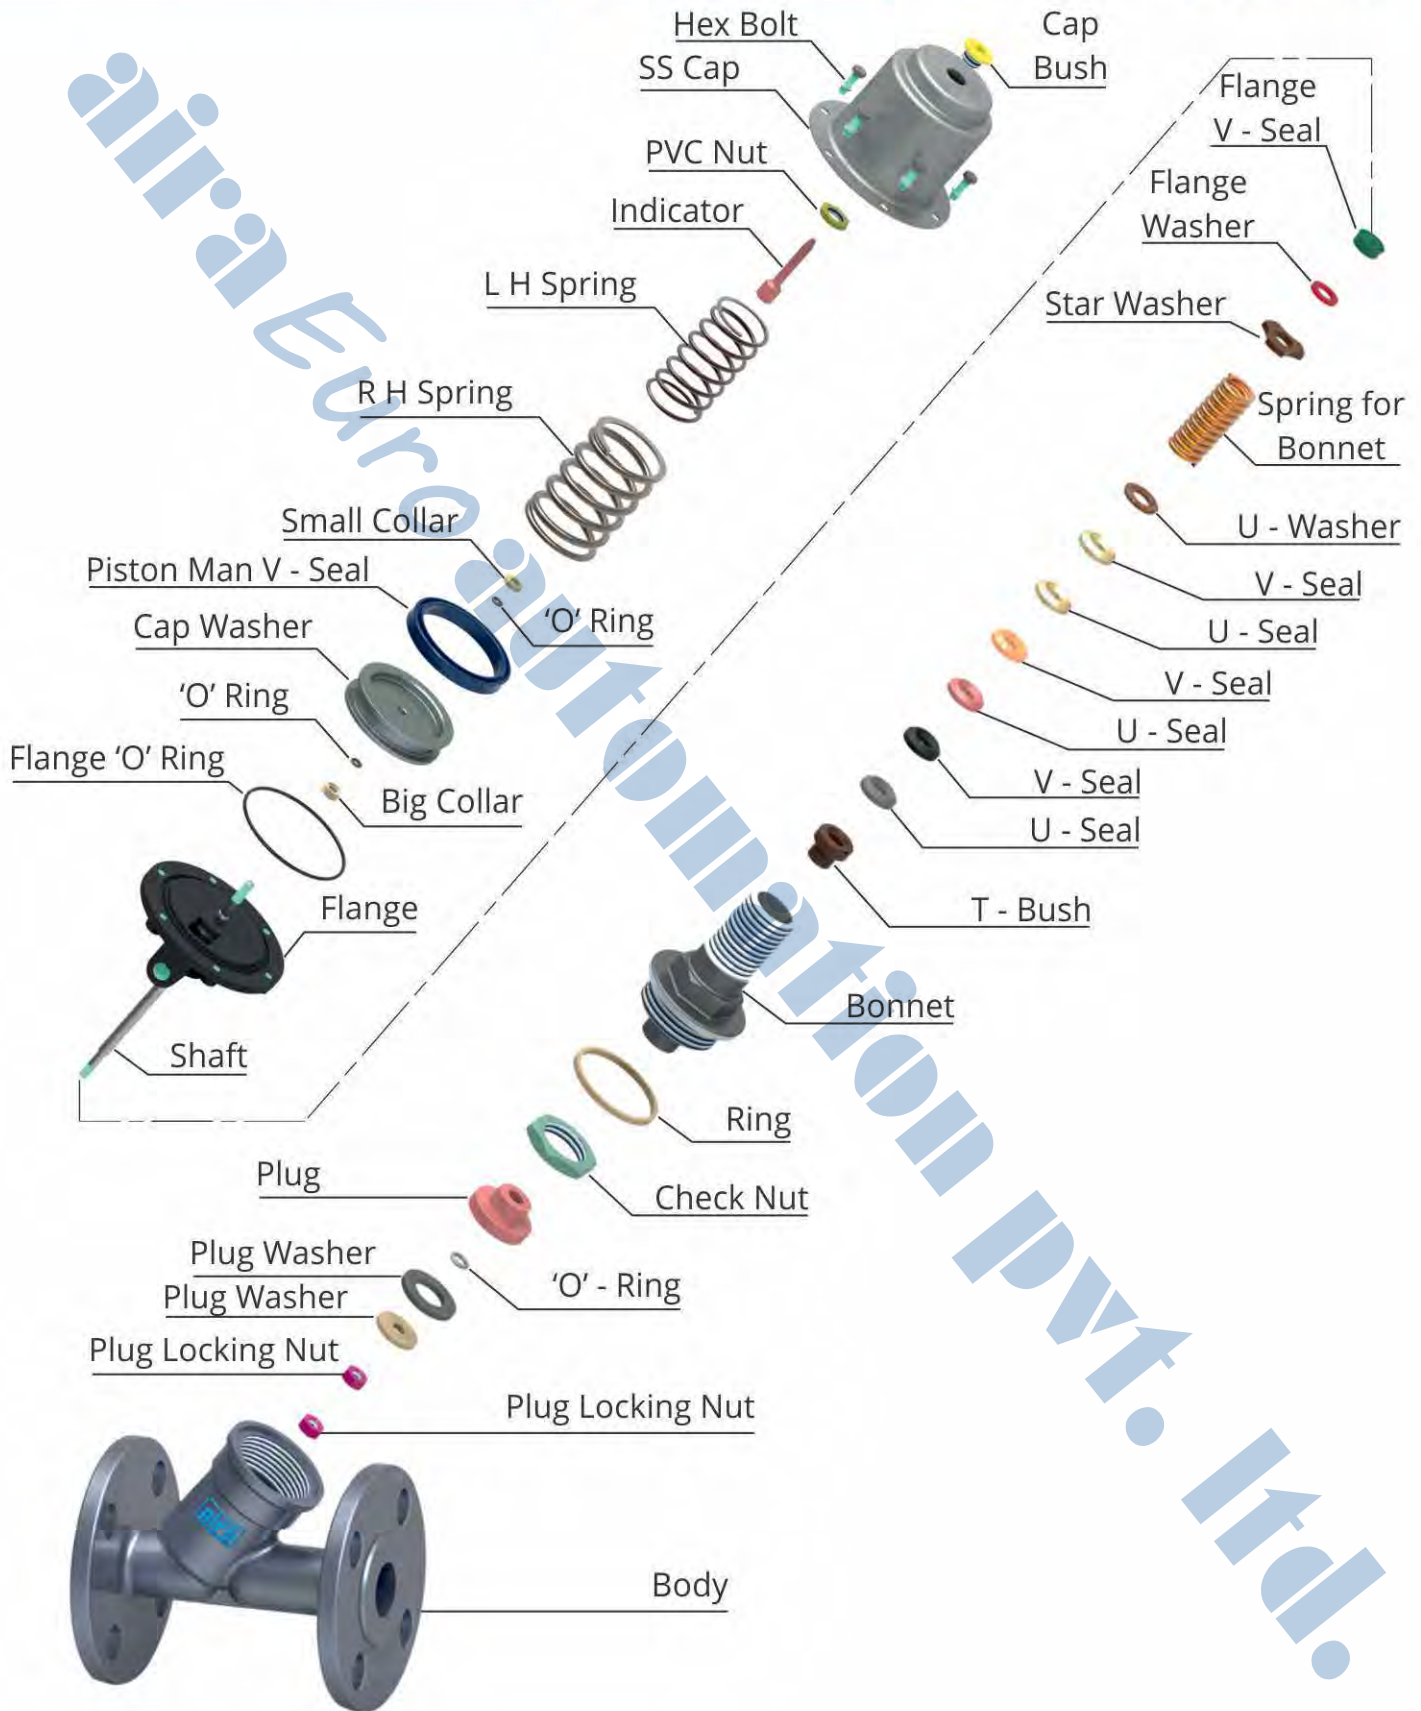 Hex Bolt
Cap
Bush
SS Cap
Flange
V - Seal
PVC Nut
Flange
Washer
Indicator
L H Spring
Star Washer
R H Spring
Spring for
Bonnet
Small Collar
U - Washer
Piston Man V - Seal
V - Seal
'O' Ring
Cap Washer
U - Seal
V - Seal
'O' Ring
U - Seal
Flange 'O' Ring
V - Seal
Big Collar
U - Seal
Flange
T - Bush
Bonnet
Shaft
Ring
Plug
Check Nut
Plug Washer
'O' - Ring
Plug Washer
Plug Locking Nut
Plug Locking Nut
aira
Body
aira Euro automation pvt. ltd.